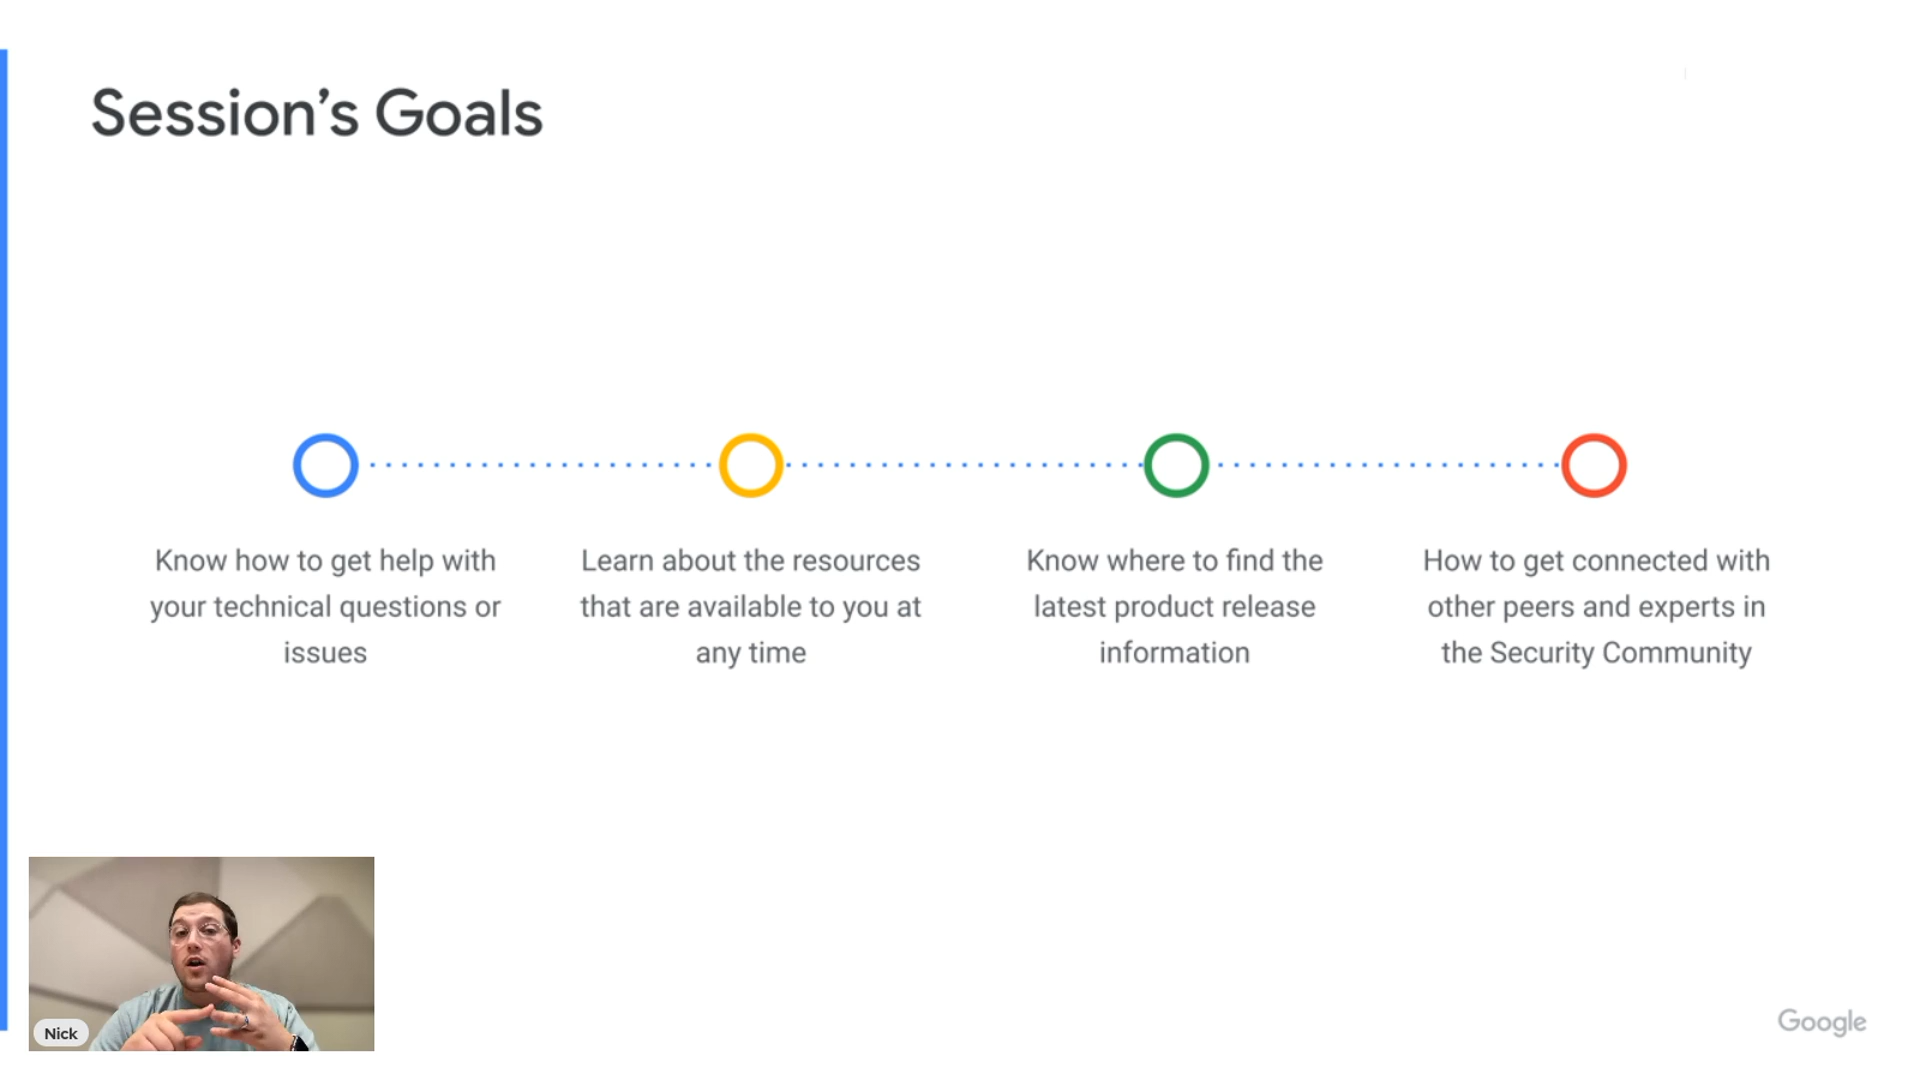 Session’s Goals
Know how to get help with
your technical questions or
issues
Learn about the resources
that are available to you at
any time
Know where to find the
latest product release
information
How to get connected with
other peers and experts in
the Security Community
Nick
Google